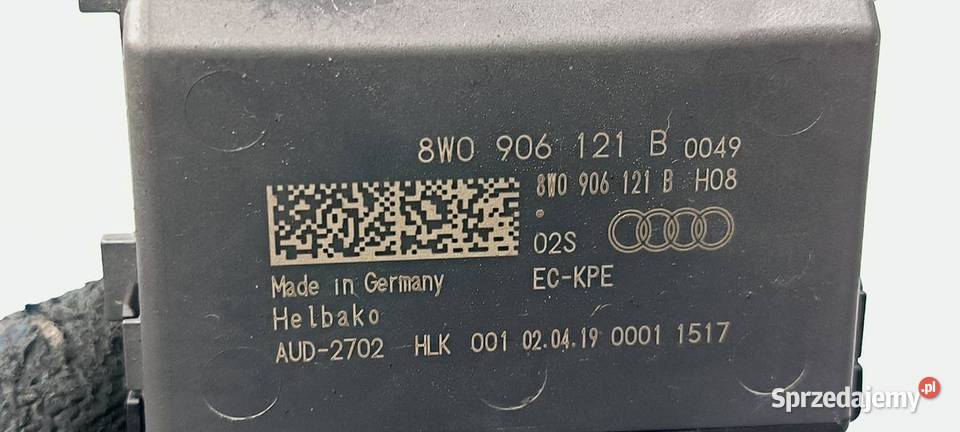 8W0 906 121 B 0049
8W0 906 121 B H08
02S
EC-KPE
Made in Germany
Helbako
AUD-2702 HLK 001 02.04.19 0001 1517
Sprzedajemy.pl